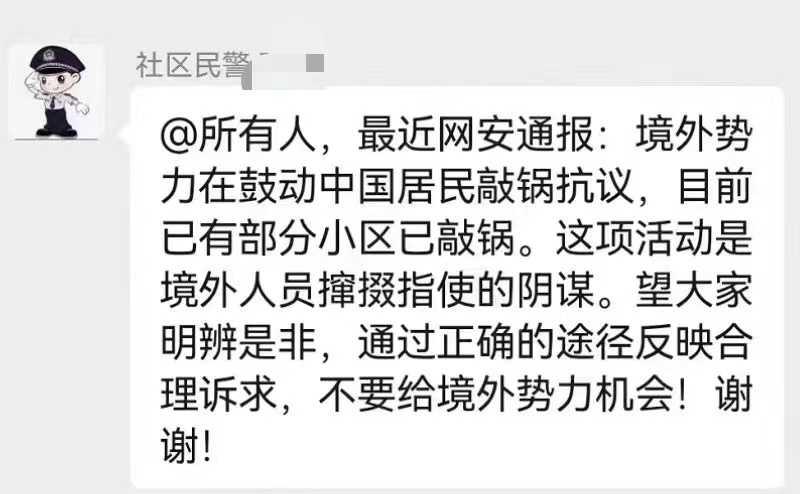 社区民警
@所有人，最近网安通报：境外势
力在鼓动中国居民敲锅抗议，目前
已有部分小区已敲锅。这项活动是
境外人员撺掇指使的阴谋。望大家
明辨是非，通过正确的途径反映合
理诉求，不要给境外势力机会！谢
谢！